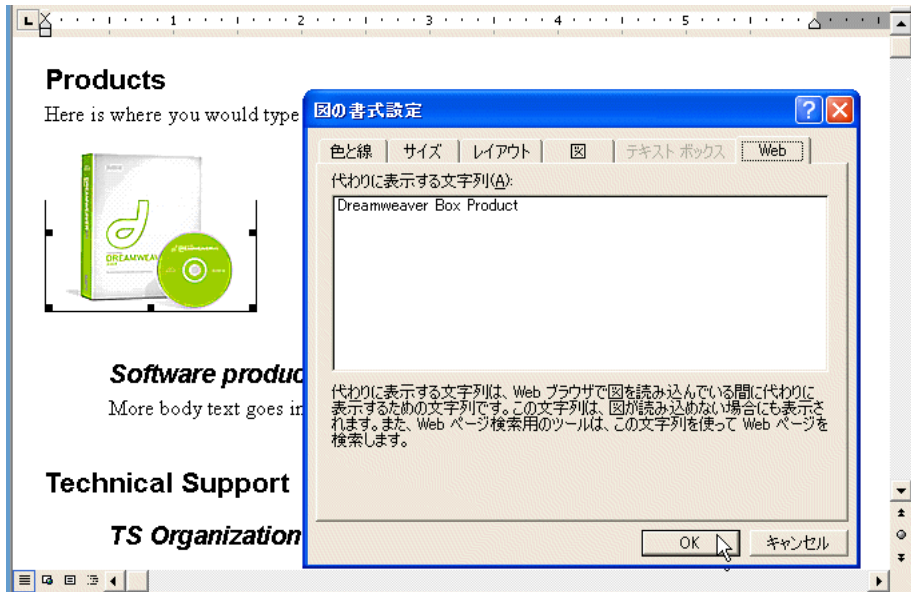 1 2 3 4 5
Products
Here is where you would type
DREAMWEAVER
Software produc
More body text goes in
Technical Support
TS Organization
図の書式設定
色と線 サイズ レイアウト 図 テキスト ボックス Web
代わりに表示する文字列(A):
Dreamweaver Box Product
代わりに表示する文字列は、Web ブラウザで図を読み込んでいる間に代わりに
表示するための文字列です。この文字列は、図が読み込めない場合にも表示さ
れます。また、Web ページ検索用のツールは、この文字列を使って Web ページを
検索します。
OK キャンセル